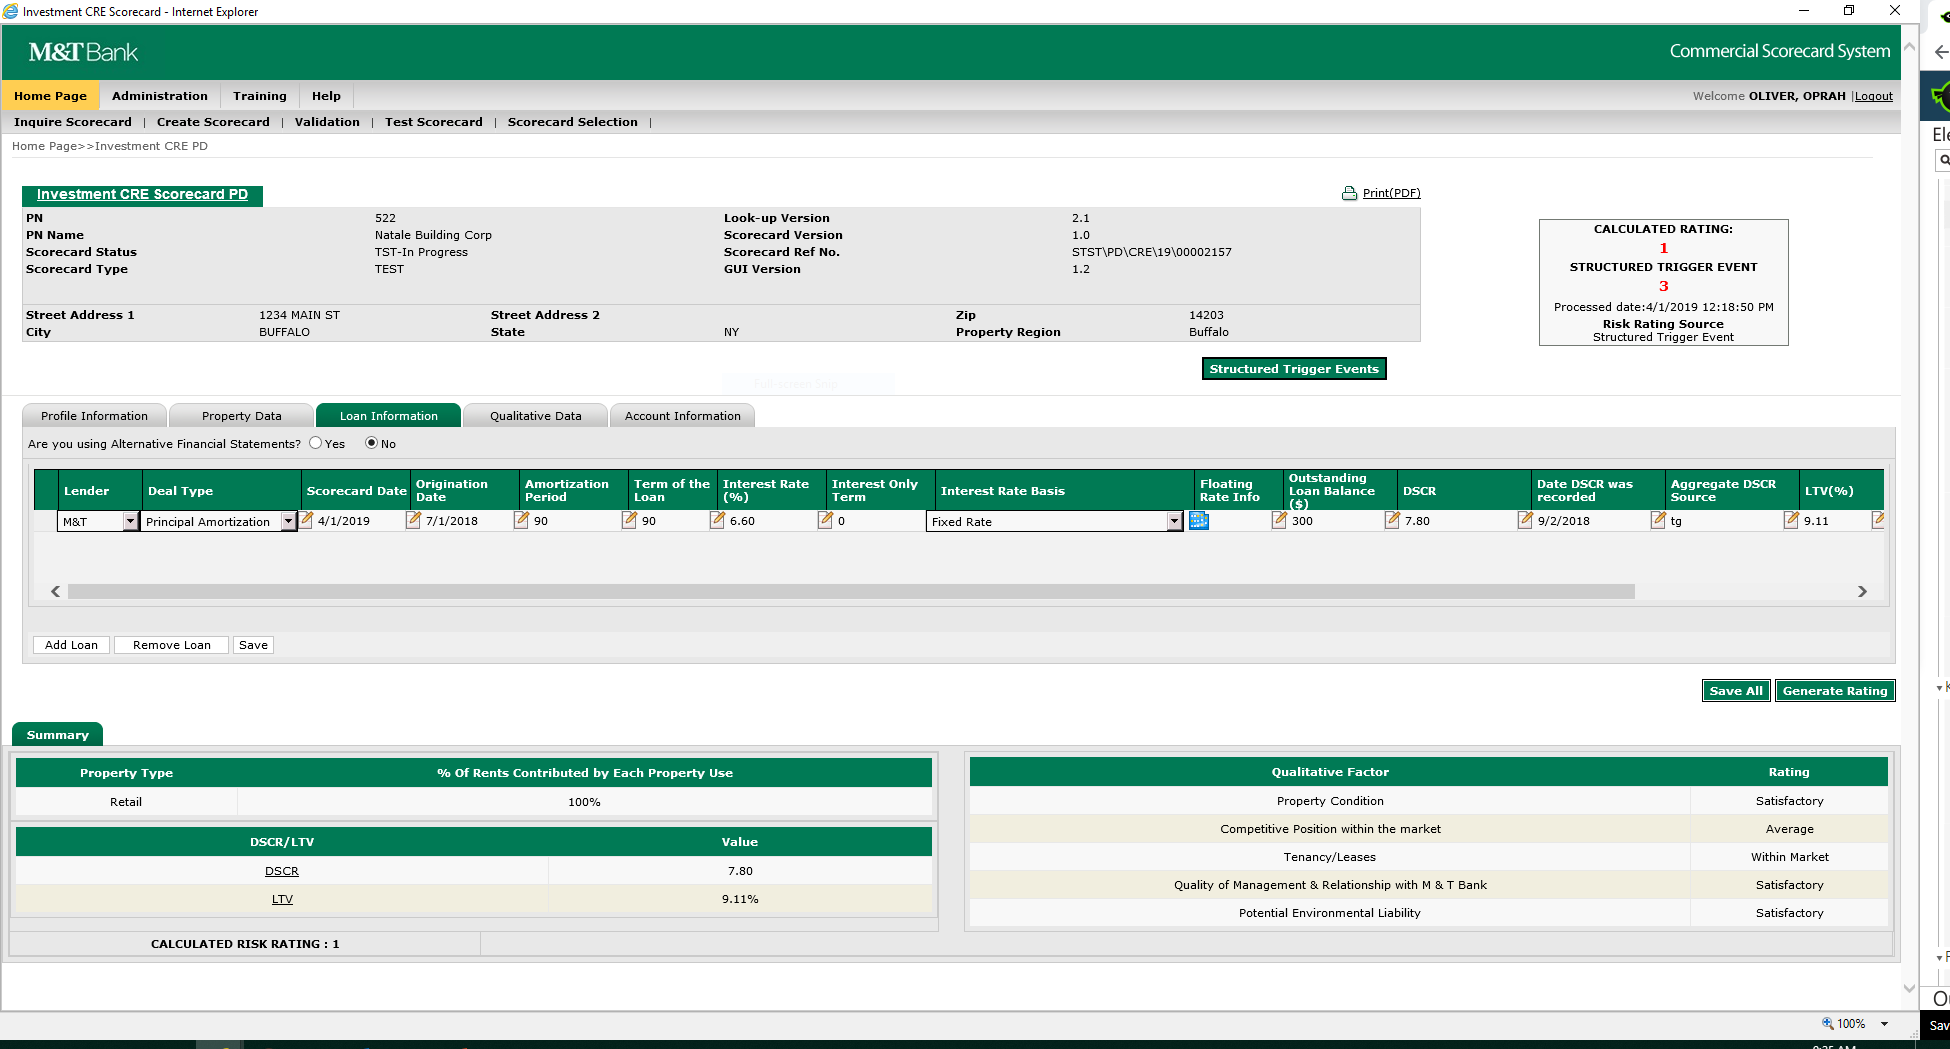 Investment CRE Scorecard - Internet Explorer
M&T Bank
Commercial Scorecard System
Home Page Administration Training Help
Welcome OLIVER, OPRAH |Logout
Inquire Scorecard | Create Scorecard | Validation | Test Scorecard | Scorecard Selection |
Home Page>>Investment CRE PD
Investment CRE Scorecard PD
Print(PDF)
PN 522 Look-up Version 2.1
PN Name Natale Building Corp Scorecard Version 1.0
Scorecard Status TST-In Progress Scorecard Ref No. STST\PD\CRE\19\00002157
Scorecard Type TEST GUI Version 1.2
Street Address 1 1234 MAIN ST Street Address 2 Zip 14203
City BUFFALO State NY Property Region Buffalo
CALCULATED RATING:
1
STRUCTURED TRIGGER EVENT
3
Processed date:4/1/2019 12:18:50 PM
Risk Rating Source
Structured Trigger Event
Structured Trigger Events
Full-screen Snip
Profile Information Property Data Loan Information Qualitative Data Account Information
Are you using Alternative Financial Statements? Yes No
Lender Deal Type Scorecard Date Origination Date Amortization Period Term of the Loan Interest Rate (%) Interest Only Term Interest Rate Basis Floating Rate Info Outstanding Loan Balance ($) DSCR Date DSCR was recorded Aggregate DSCR Source LTV(%)
M&T Principal Amortization 4/1/2019 7/1/2018 90 90 6.60 0 Fixed Rate 300 7.80 9/2/2018 tg 9.11
Add Loan Remove Loan Save
Save All Generate Rating
Summary
Property Type % Of Rents Contributed by Each Property Use
Retail 100%
DSCR/LTV Value
DSCR 7.80
LTV 9.11%
CALCULATED RISK RATING : 1
Qualitative Factor Rating
Property Condition Satisfactory
Competitive Position within the market Average
Tenancy/Leases Within Market
Quality of Management & Relationship with M & T Bank Satisfactory
Potential Environmental Liability Satisfactory
100%